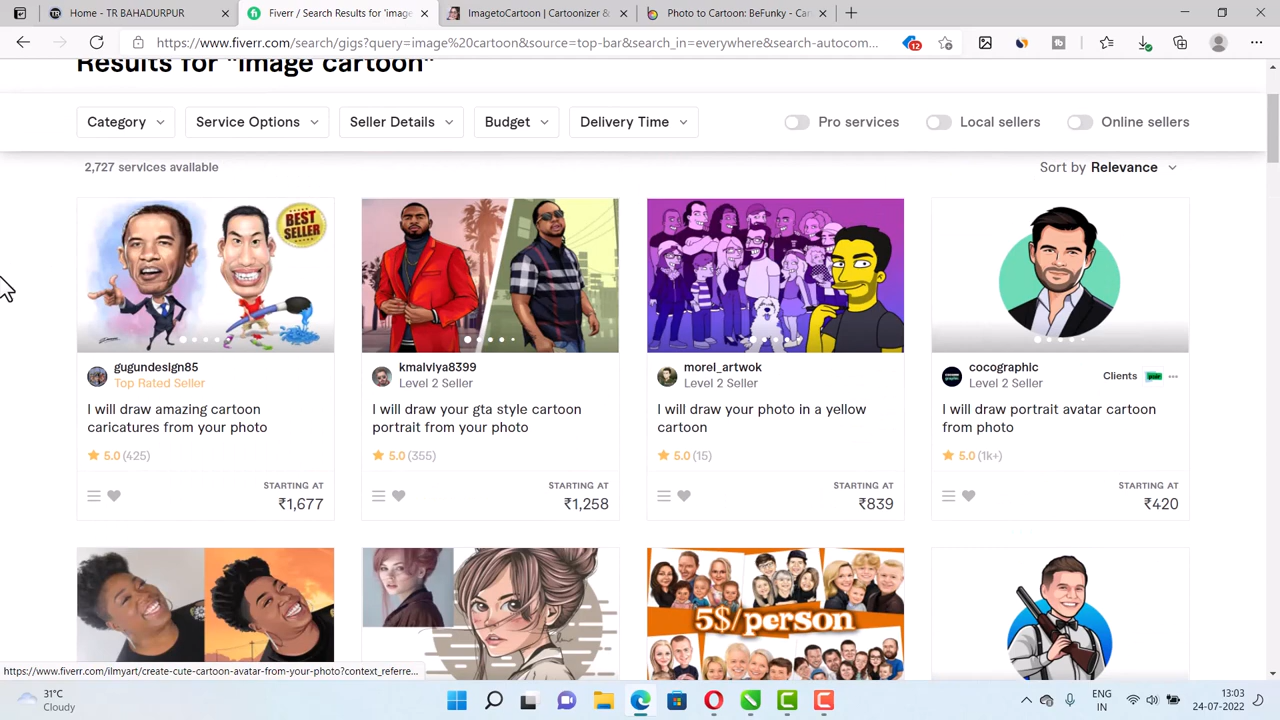 Home - TR BAHADURPUR
Fiverr / Search Results for 'image
ImagetoCartoon | Cartoonizer &
Photo to Cartoon: BeFunky - Car
https://www.fiverr.com/search/gigs?query=image%20cartoon&source=top-bar&search_in=everywhere&search-autocom...
12
Results for "image cartoon"
Category
Service Options
Seller Details
Budget
Delivery Time
Pro services
Local sellers
Online sellers
2,727 services available
Sort by Relevance
BEST
SELLER
gugundesign85
Top Rated Seller
I will draw amazing cartoon
caricatures from your photo
5.0 (425)
STARTING AT
₹1,677
kmalviya8399
Level 2 Seller
I will draw your gta style cartoon
portrait from your photo
5.0 (355)
STARTING AT
₹1,258
morel_artwok
Level 2 Seller
I will draw your photo in a yellow
cartoon
5.0 (15)
STARTING AT
₹839
cocographic
Level 2 Seller
Clients
I will draw portrait avatar cartoon
from photo
5.0 (1k+)
STARTING AT
₹420
5$/person
https://www.fiverr.com/ilmyart/create-cute-cartoon-avatar-from-your-photo?context_referre...
31°C
Cloudy
ENG
IN
13:03
24-07-2022